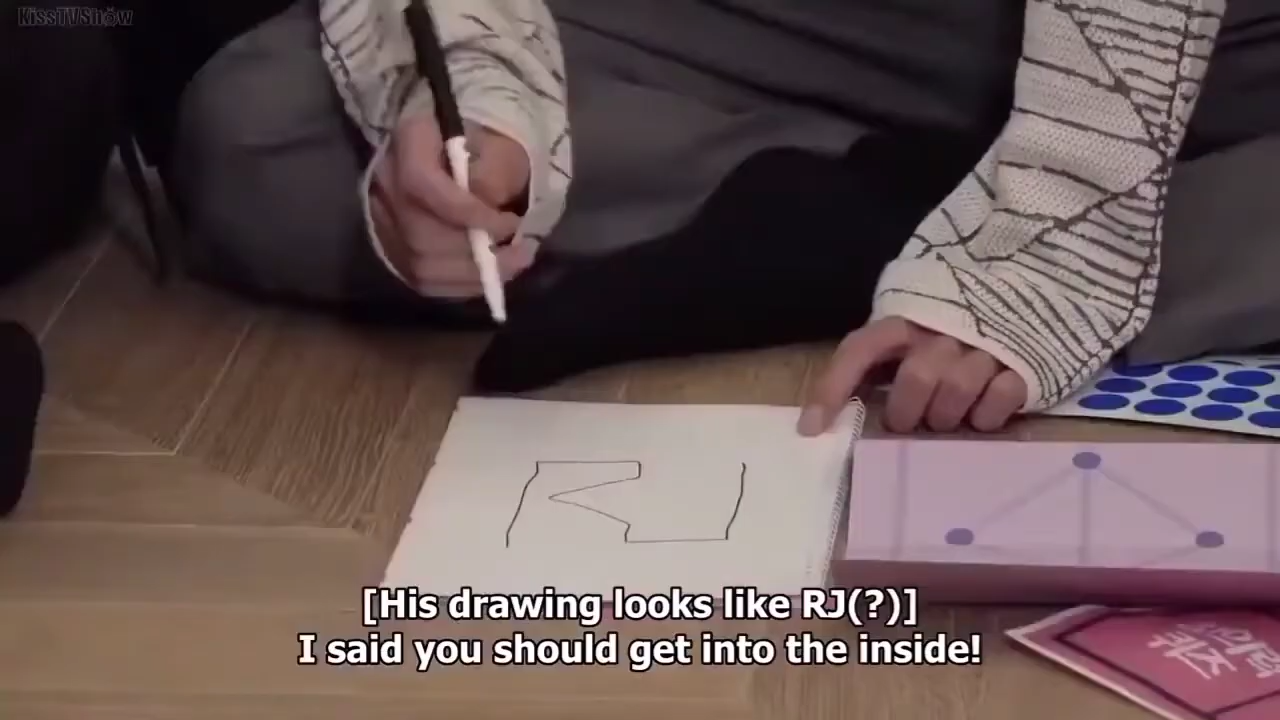 KissTVShow
[His drawing looks like RJ(?)]
I said you should get into the inside!